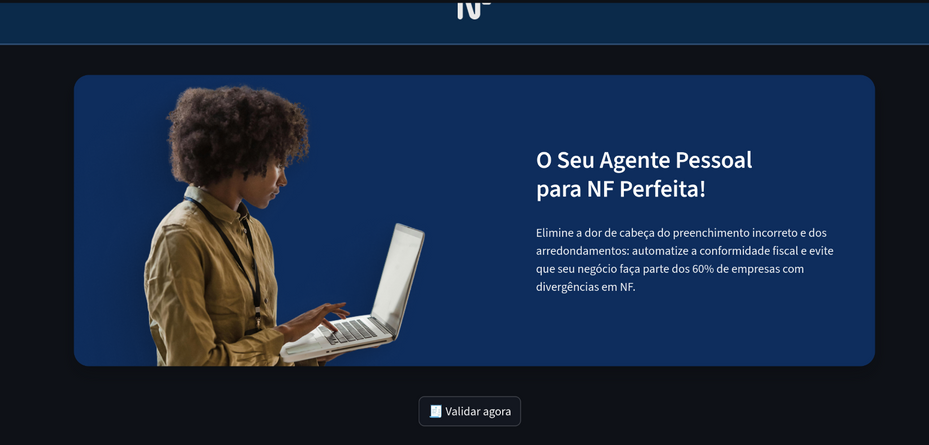 O Seu Agente Pessoal
para NF Perfeita!
Elimine a dor de cabeça do preenchimento incorreto e dos
arredondamentos: automatize a conformidade fiscal e evite
que seu negócio faça parte dos 60% de empresas com
divergências em NF.
🧾 Validar agora